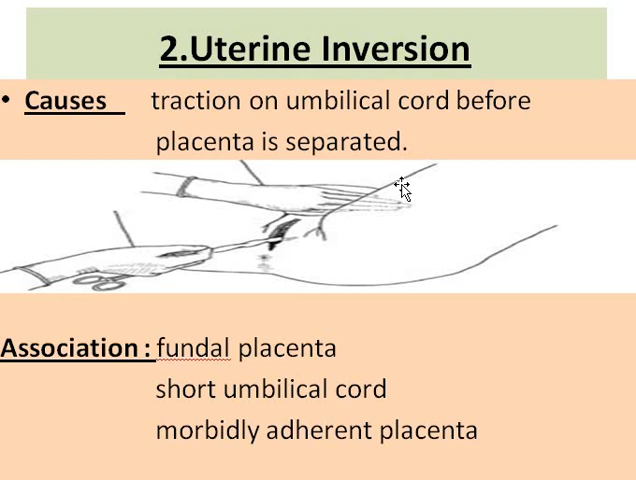 2.Uterine Inversion
• Causes traction on umbilical cord before
placenta is separated.
Association : fundal placenta
short umbilical cord
morbidly adherent placenta